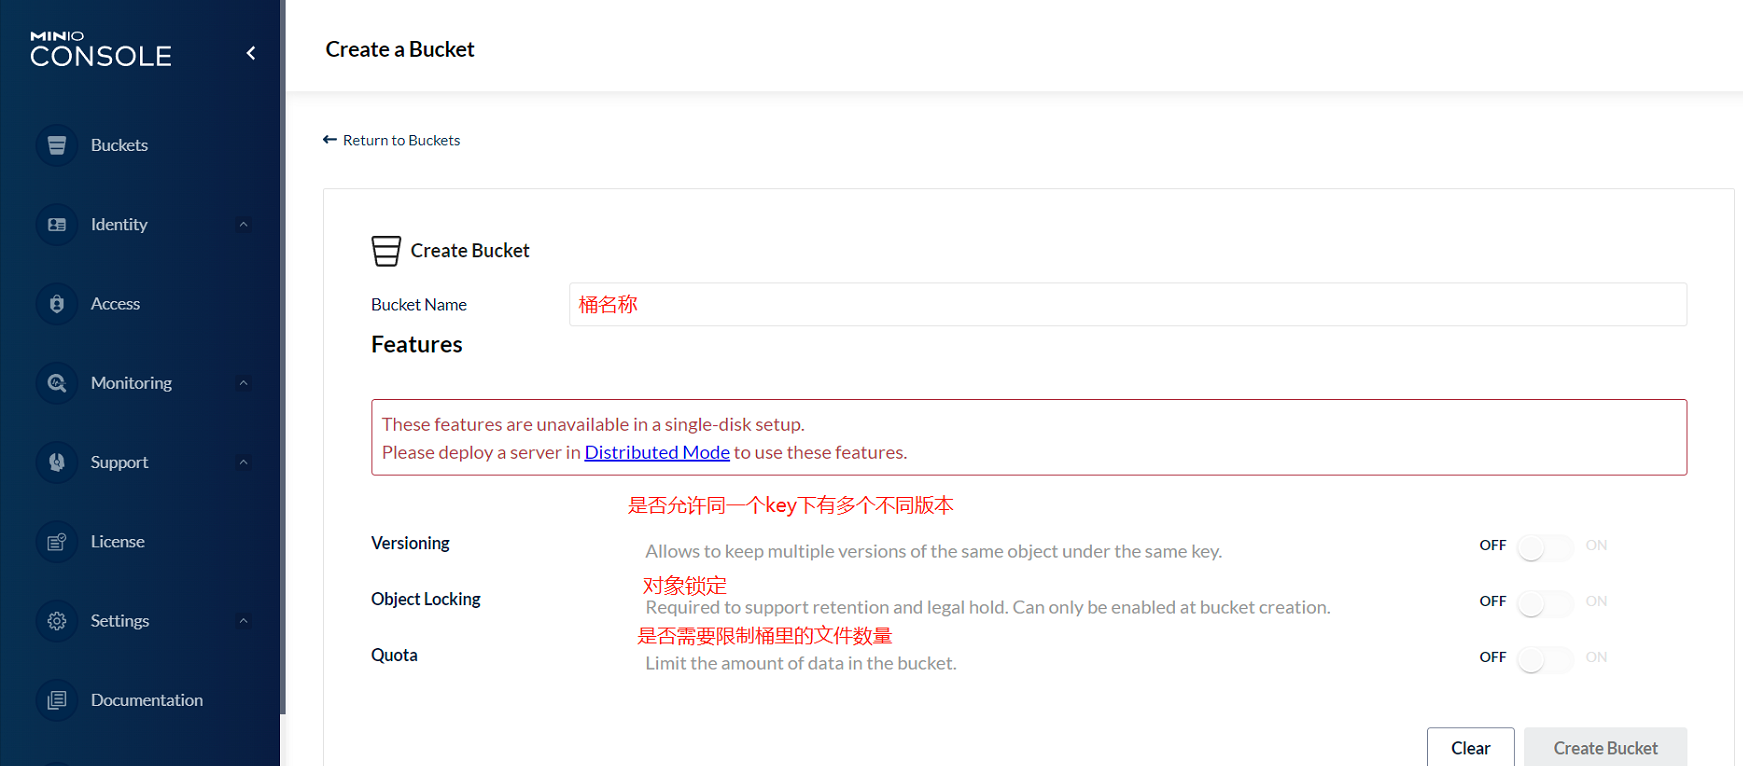 MINIO
CONSOLE
Buckets
Identity
Access
Monitoring
Support
License
Settings
Documentation
Create a Bucket
Return to Buckets
Create Bucket
Bucket Name 桶名称
Features
These features are unavailable in a single-disk setup.
Please deploy a server in Distributed Mode to use these features.
是否允许同一个key下有多个不同版本
Versioning Allows to keep multiple versions of the same object under the same key. OFF ON
对象锁定
Object Locking Required to support retention and legal hold. Can only be enabled at bucket creation. OFF ON
是否需要限制桶里的文件数量
Quota Limit the amount of data in the bucket. OFF ON
Clear Create Bucket